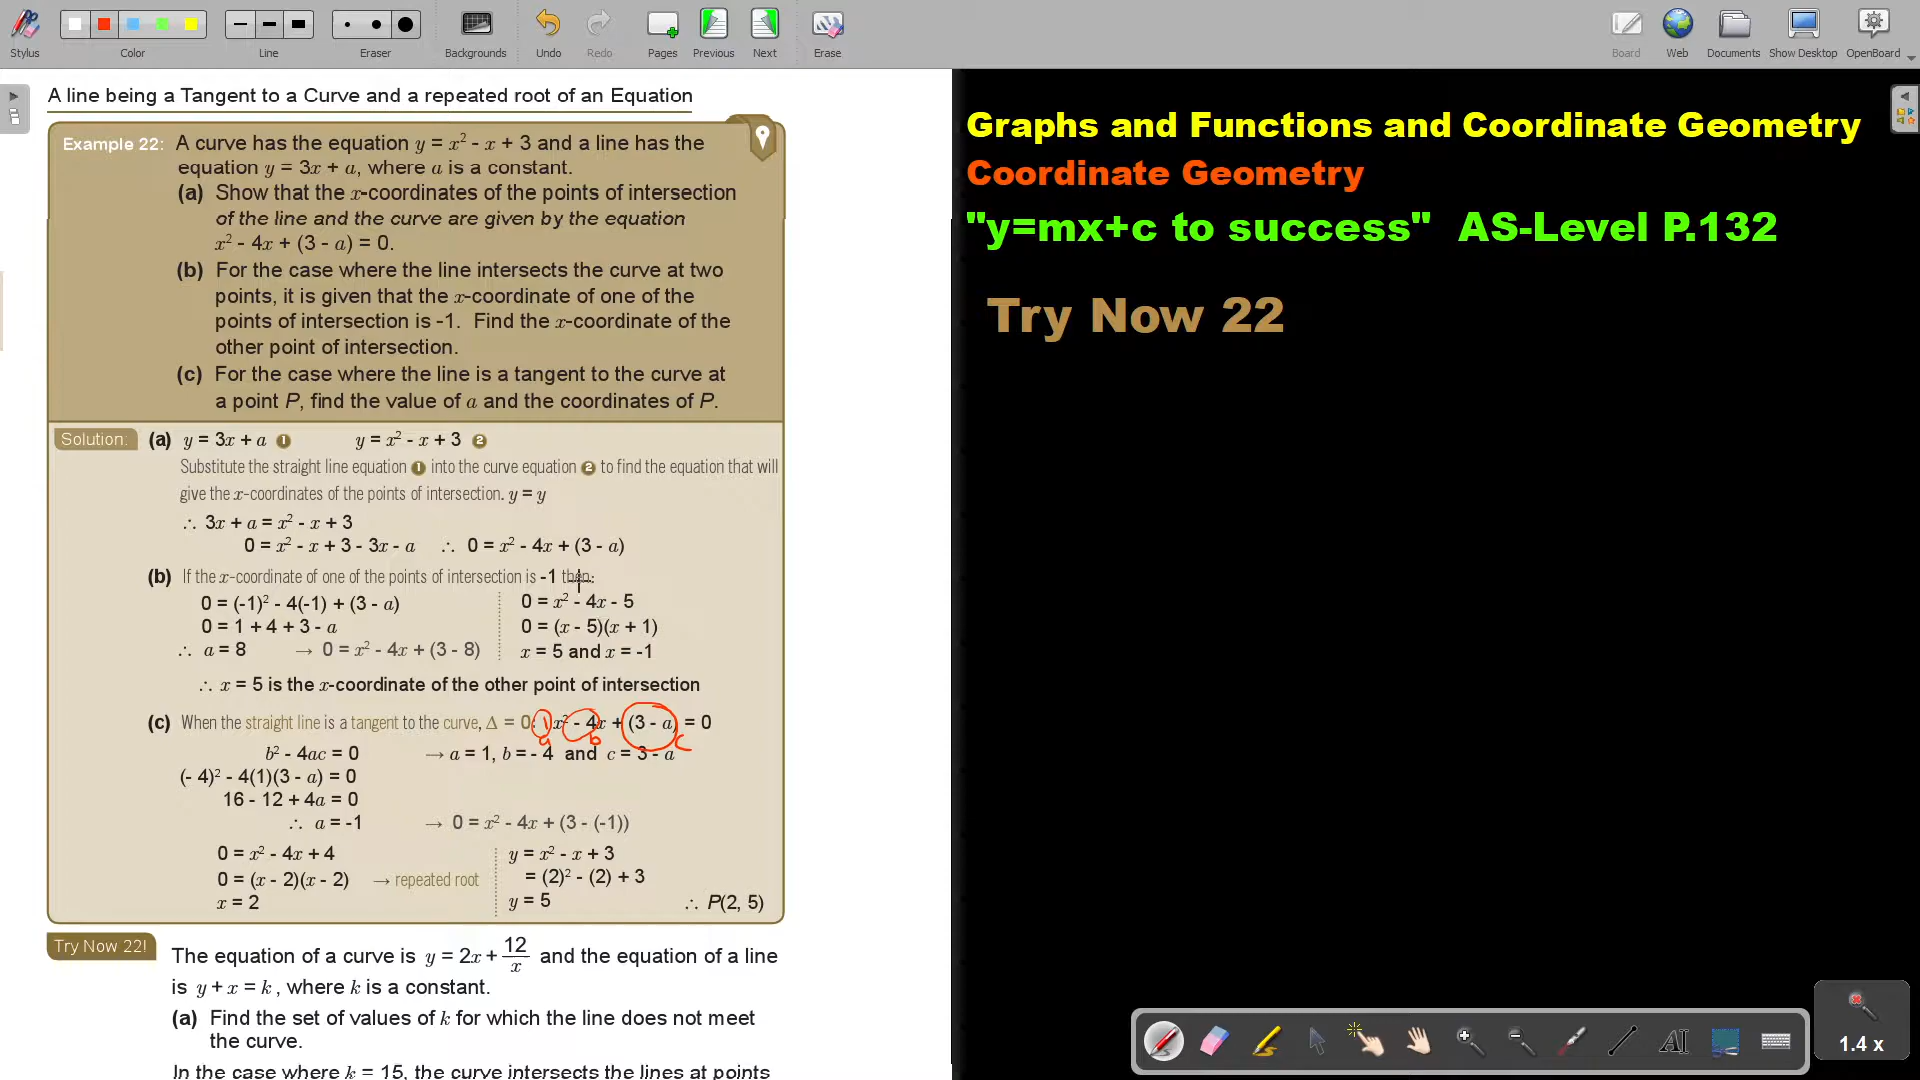 Stylus
Color
Line
Eraser
Backgrounds
Undo
Redo
Pages
Previous
Next
Erase
Board
Web
Documents
Show Desktop
OpenBoard
A line being a Tangent to a Curve and a repeated root of an Equation
Example 22: A curve has the equation y = x² - x + 3 and a line has the
equation y = 3x + a, where a is a constant.
(a) Show that the x-coordinates of the points of intersection
of the line and the curve are given by the equation
x² - 4x + (3 - a) = 0.
(b) For the case where the line intersects the curve at two
points, it is given that the x-coordinate of one of the
points of intersection is -1. Find the x-coordinate of the
other point of intersection.
(c) For the case where the line is a tangent to the curve at
a point P, find the value of a and the coordinates of P.
Solution: (a) y = 3x + a 1 y = x² - x + 3 2
Substitute the straight line equation 1 into the curve equation 2 to find the equation that will
give the x-coordinates of the points of intersection. y = y
∴ 3x + a = x² - x + 3
0 = x² - x + 3 - 3x - a ∴ 0 = x² - 4x + (3 - a)
(b) If the x-coordinate of one of the points of intersection is -1 then:
0 = (-1)² - 4(-1) + (3 - a)
0 = 1 + 4 + 3 - a
∴ a = 8 → 0 = x² - 4x + (3 - 8)
0 = x² - 4x - 5
0 = (x - 5)(x + 1)
x = 5 and x = -1
∴ x = 5 is the x-coordinate of the other point of intersection
(c) When the straight line is a tangent to the curve, Δ = 0: 1x² - 4x + (3 - a) = 0
a b c
b² - 4ac = 0 → a = 1, b = - 4 and c = 3 - a
(- 4)² - 4(1)(3 - a) = 0
16 - 12 + 4a = 0
∴ a = -1 → 0 = x² - 4x + (3 - (-1))
0 = x² - 4x + 4
0 = (x - 2)(x - 2) → repeated root
x = 2
y = x² - x + 3
= (2)² - (2) + 3
y = 5 ∴ P(2, 5)
Try Now 22! The equation of a curve is y = 2x + 12/x and the equation of a line
is y + x = k , where k is a constant.
(a) Find the set of values of k for which the line does not meet
the curve.
In the case where k = 15, the curve intersects the lines at points
Graphs and Functions and Coordinate Geometry
Coordinate Geometry
"y=mx+c to success" AS-Level P.132
Try Now 22
AI
1.4 x